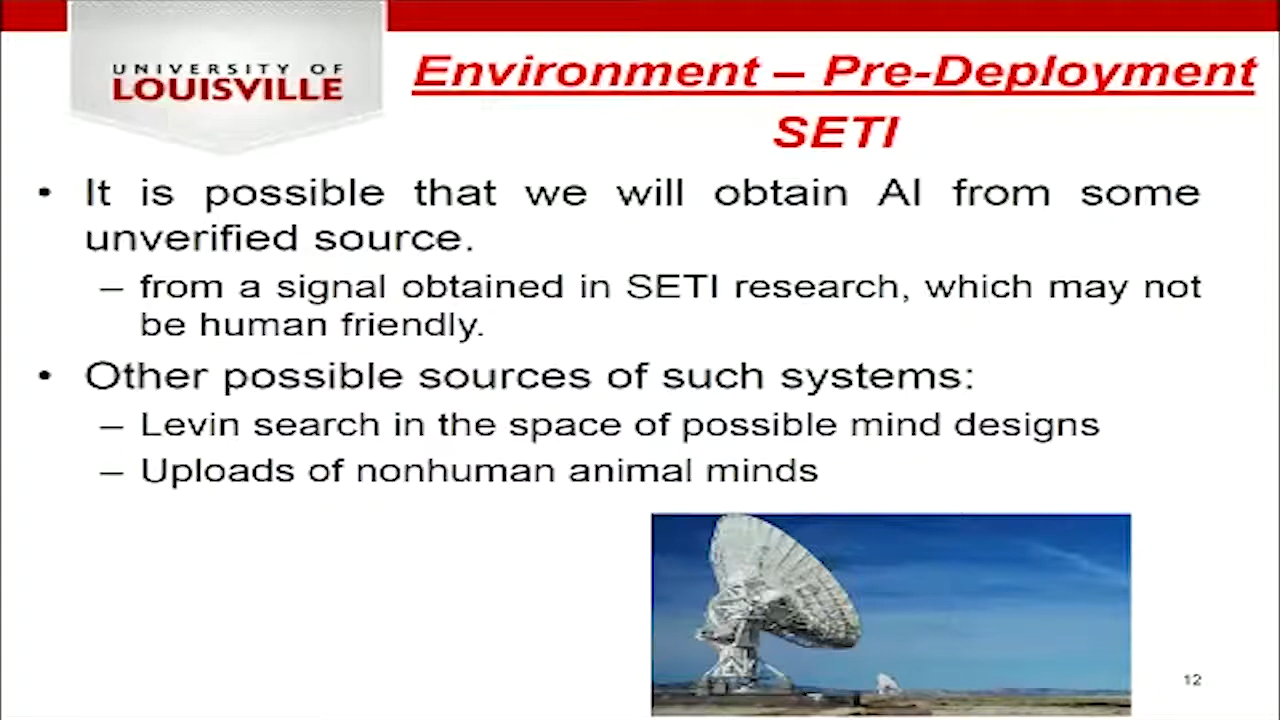 UNIVERSITY OF
LOUISVILLE
Environment – Pre-Deployment
SETI
• It is possible that we will obtain AI from some
unverified source.
– from a signal obtained in SETI research, which may not
be human friendly.
• Other possible sources of such systems:
– Levin search in the space of possible mind designs
– Uploads of nonhuman animal minds
12